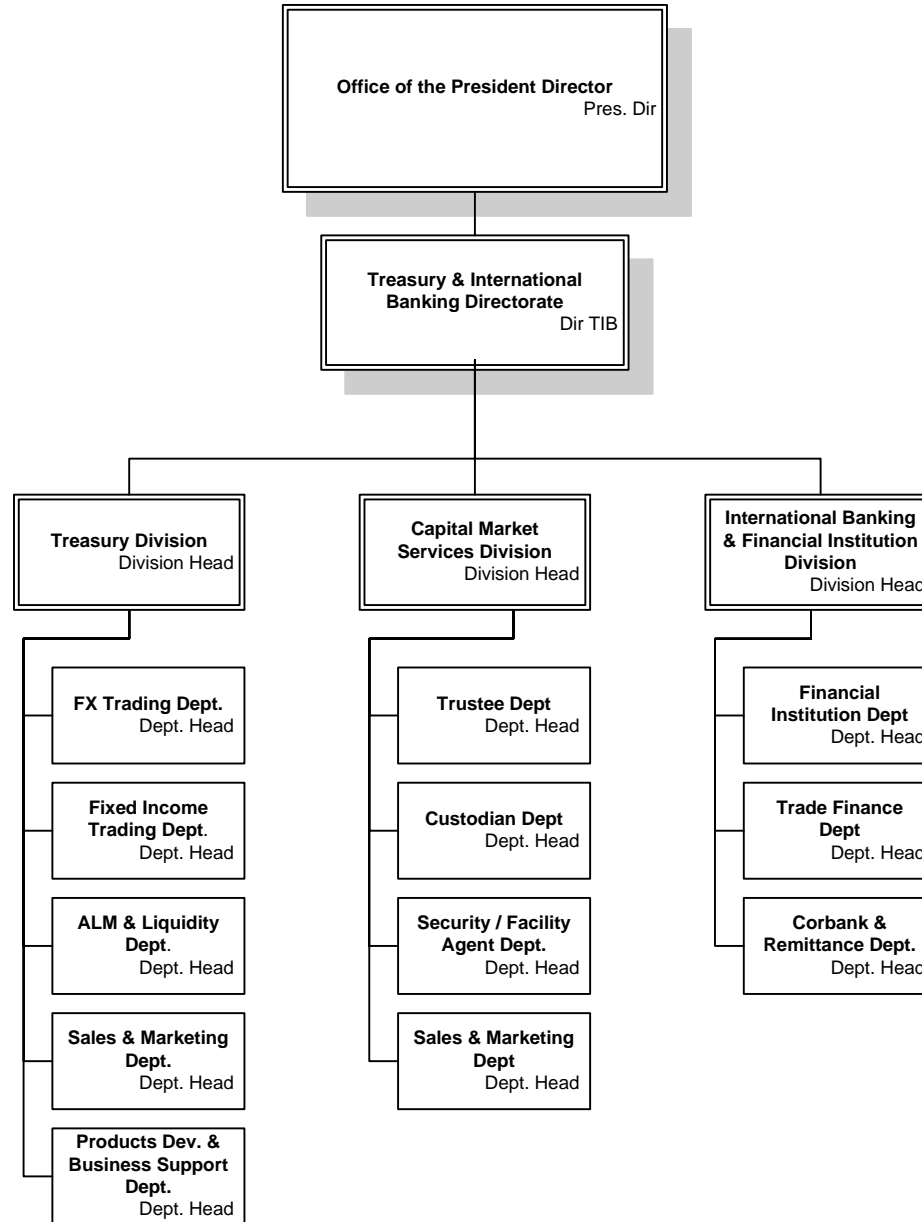 Office of the President Director
Pres. Dir
Treasury & International
Banking Directorate
Dir TIB
Treasury Division
Division Head
Capital Market
Services Division
Division Head
International Banking
& Financial Institution
Division
Division Head
FX Trading Dept.
Dept. Head
Fixed Income
Trading Dept.
Dept. Head
ALM & Liquidity
Dept.
Dept. Head
Sales & Marketing
Dept.
Dept. Head
Products Dev. &
Business Support
Dept.
Dept. Head
Trustee Dept
Dept. Head
Custodian Dept
Dept. Head
Security / Facility
Agent Dept.
Dept. Head
Sales & Marketing
Dept
Dept. Head
Financial
Institution Dept
Dept. Head
Trade Finance
Dept
Dept. Head
Corbank &
Remittance Dept.
Dept. Head